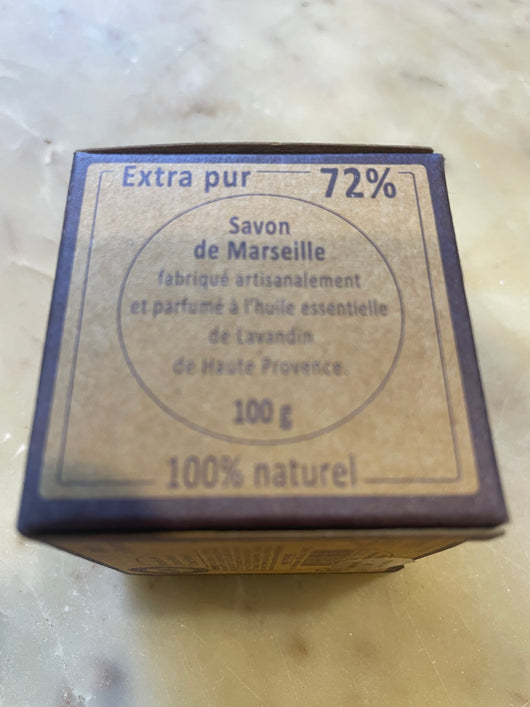 Extra pur 72%
Savon
de Marseille
fabriqué artisanalement
et parfumé à l'huile essentielle
de Lavandin
de Haute Provence.
100 g
100% naturel